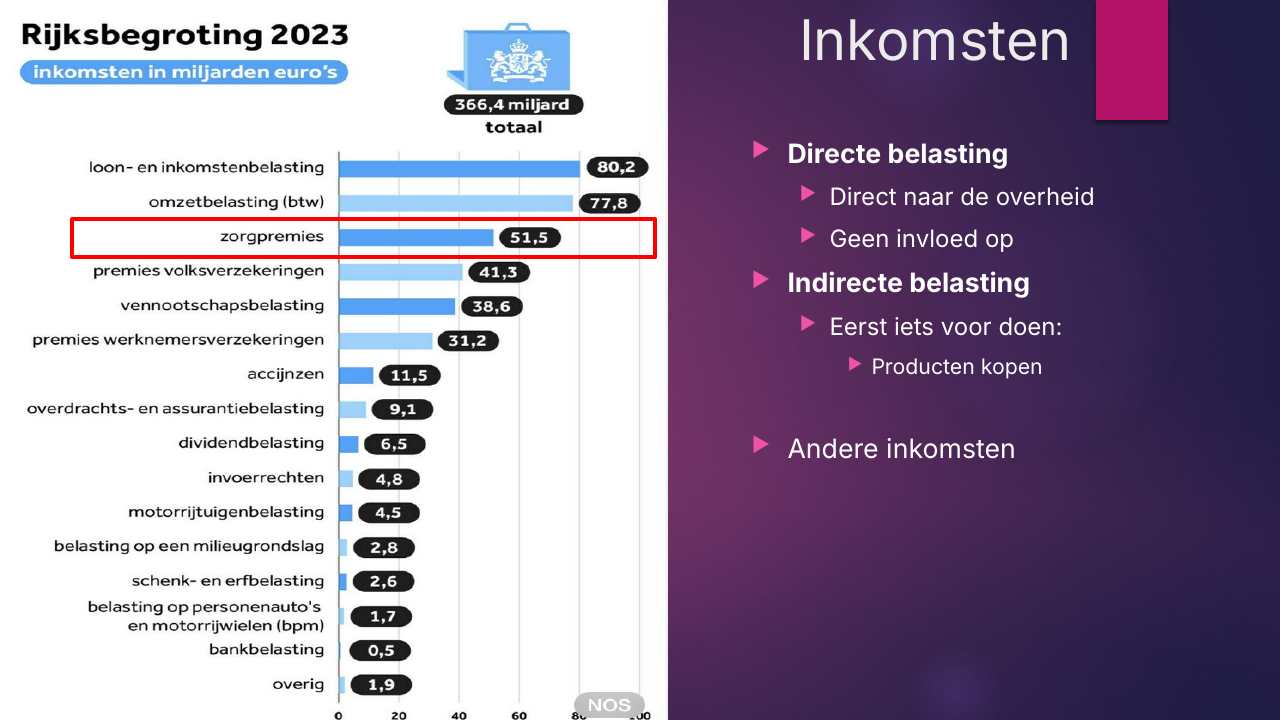 Rijksbegroting 2023
inkomsten in miljarden euro's
366,4 miljard
totaal
loon- en inkomstenbelasting 80,2
omzetbelasting (btw) 77,8
zorgpremies 51,5
premies volksverzekeringen 41,3
vennootschapsbelasting 38,6
premies werknemersverzekeringen 31,2
accijnzen 11,5
overdrachts- en assurantiebelasting 9,1
dividendbelasting 6,5
invoerrechten 4,8
motorrijtuigenbelasting 4,5
belasting op een milieugrondslag 2,8
schenk- en erfbelasting 2,6
belasting op personenauto's
en motorrijwielen (bpm) 1,7
bankbelasting 0,5
overig 1,9
NOS
0 20 40 60 80 100
Inkomsten
Directe belasting
Direct naar de overheid
Geen invloed op
Indirecte belasting
Eerst iets voor doen:
Producten kopen
Andere inkomsten